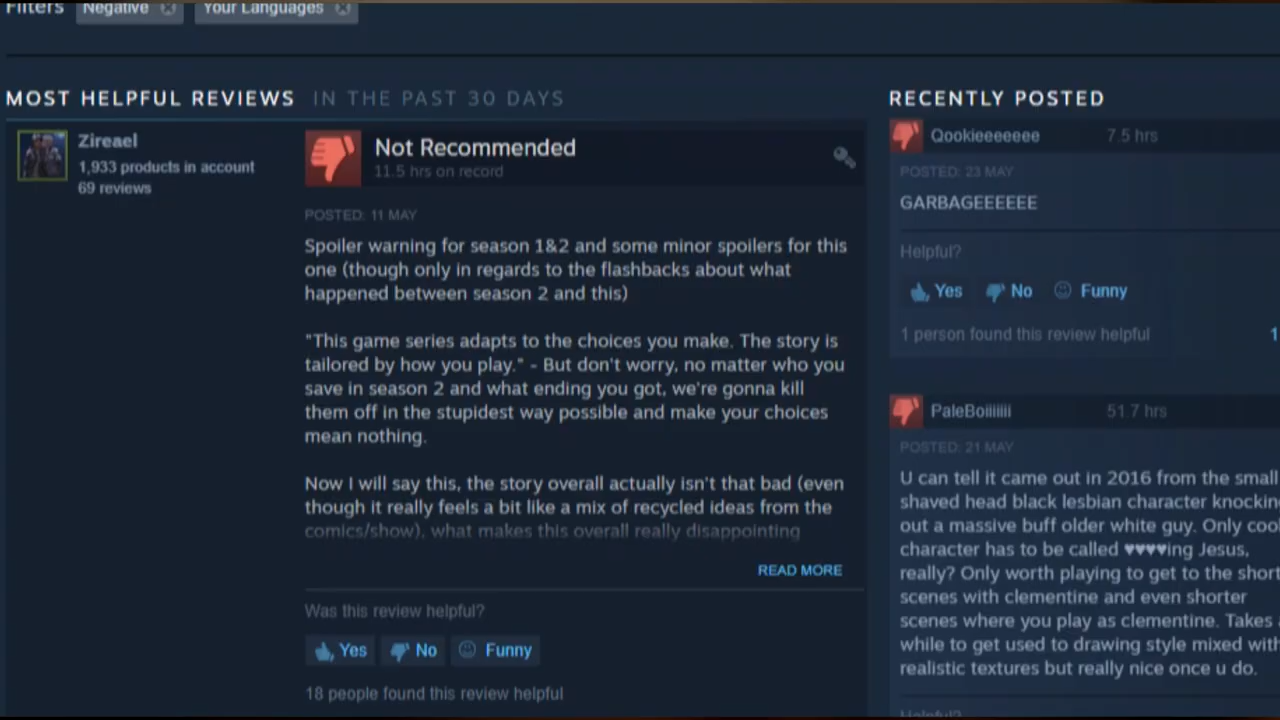 Filters Negative Your Languages
MOST HELPFUL REVIEWS IN THE PAST 30 DAYS
Zireael
1,933 products in account
69 reviews
Not Recommended
11.5 hrs on record
POSTED: 11 MAY
Spoiler warning for season 1&2 and some minor spoilers for this
one (though only in regards to the flashbacks about what
happened between season 2 and this)
"This game series adapts to the choices you make. The story is
tailored by how you play." - But don't worry, no matter who you
save in season 2 and what ending you got, we're gonna kill
them off in the stupidest way possible and make your choices
mean nothing.
Now I will say this, the story overall actually isn't that bad (even
though it really feels a bit like a mix of recycled ideas from the
comics/show), what makes this overall really disappointing
READ MORE
Was this review helpful?
Yes No Funny
18 people found this review helpful
RECENTLY POSTED
Qookieeeeeee 7.5 hrs
POSTED: 23 MAY
GARBAGEEEEEE
Helpful?
Yes No Funny
1 person found this review helpful 1
PaleBoiiiiiii 51.7 hrs
POSTED: 21 MAY
U can tell it came out in 2016 from the small
shaved head black lesbian character knockin
out a massive buff older white guy. Only coo
character has to be called ♥♥♥♥ing Jesus,
really? Only worth playing to get to the short
scenes with clementine and even shorter
scenes where you play as clementine. Takes a
while to get used to drawing style mixed with
realistic textures but really nice once u do.
Helpful?